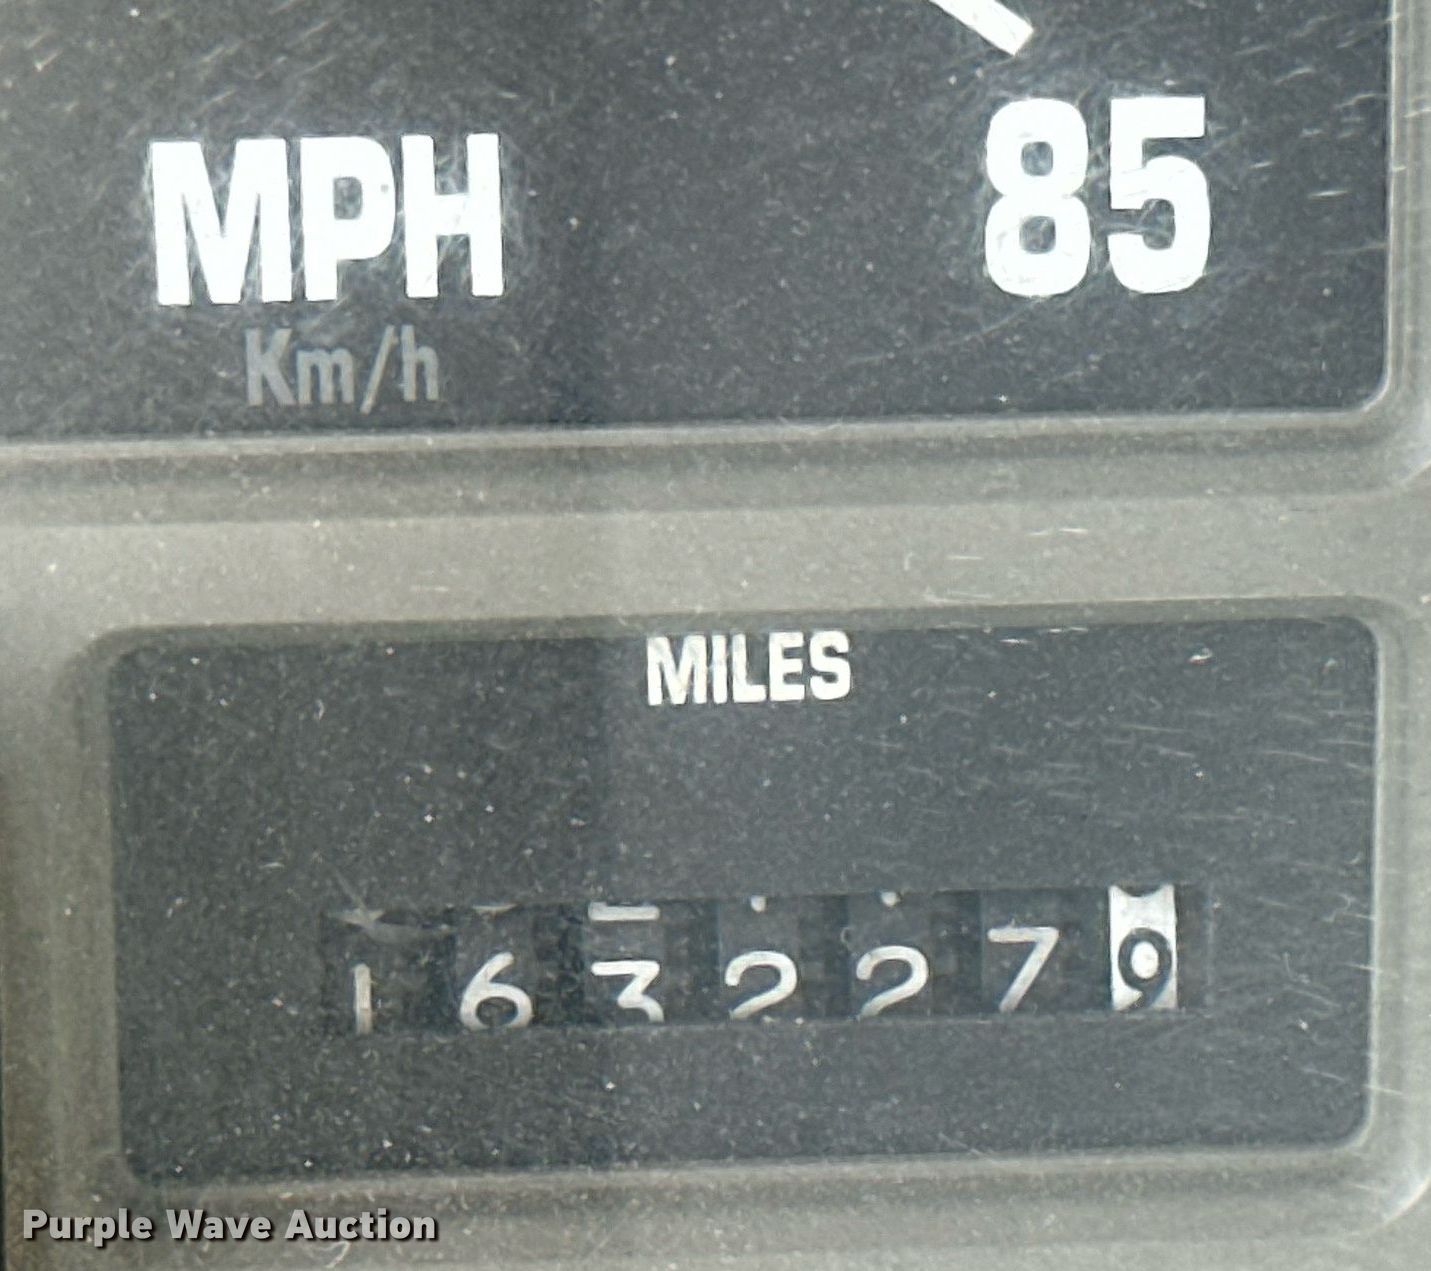 MPH 85
Km/h
MILES
1632279
Purple Wave Auction